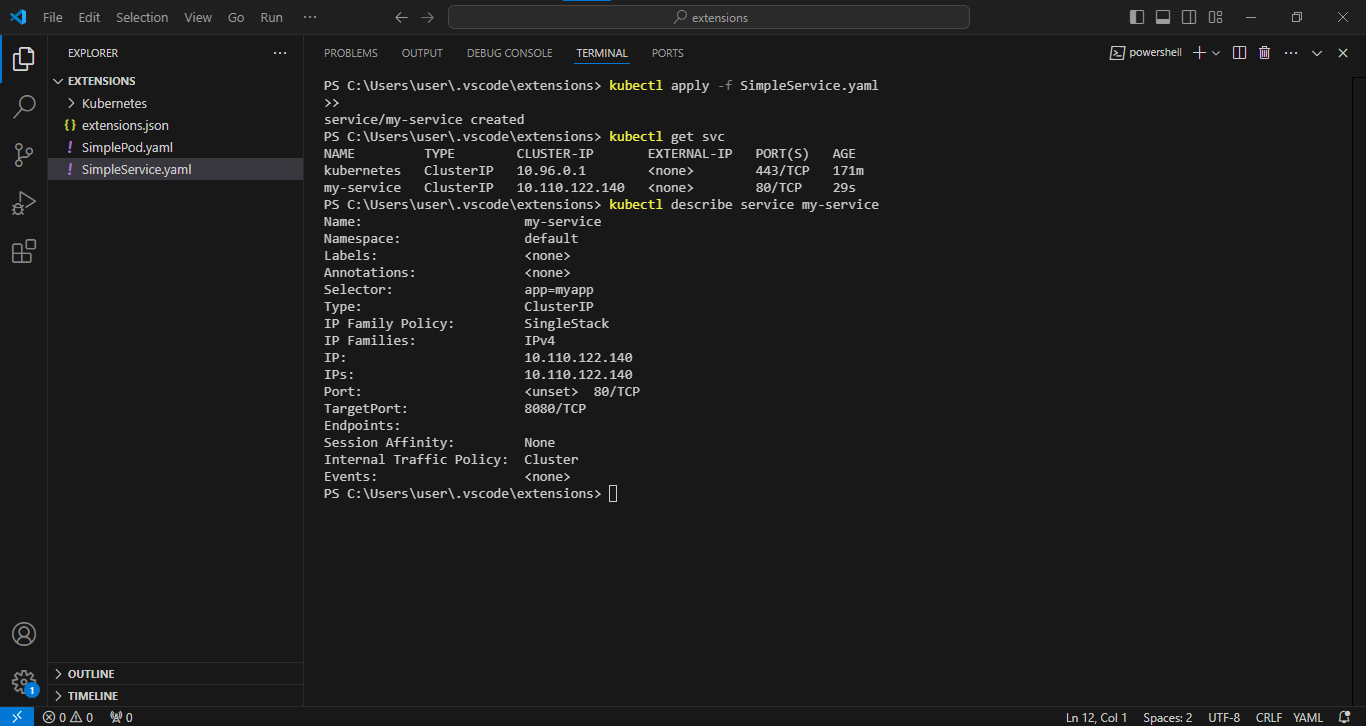 File Edit Selection View Go Run ··· extensions
EXPLORER ···
EXTENSIONS
Kubernetes
{} extensions.json
! SimplePod.yaml
! SimpleService.yaml
OUTLINE
TIMELINE
PROBLEMS OUTPUT DEBUG CONSOLE TERMINAL PORTS powershell ···
PS C:\Users\user\.vscode\extensions> kubectl apply -f SimpleService.yaml
>>
service/my-service created
PS C:\Users\user\.vscode\extensions> kubectl get svc
NAME TYPE CLUSTER-IP EXTERNAL-IP PORT(S) AGE
kubernetes ClusterIP 10.96.0.1 <none> 443/TCP 171m
my-service ClusterIP 10.110.122.140 <none> 80/TCP 29s
PS C:\Users\user\.vscode\extensions> kubectl describe service my-service
Name: my-service
Namespace: default
Labels: <none>
Annotations: <none>
Selector: app=myapp
Type: ClusterIP
IP Family Policy: SingleStack
IP Families: IPv4
IP: 10.110.122.140
IPs: 10.110.122.140
Port: <unset> 80/TCP
TargetPort: 8080/TCP
Endpoints:
Session Affinity: None
Internal Traffic Policy: Cluster
Events: <none>
PS C:\Users\user\.vscode\extensions>
1
0 0 0 Ln 12, Col 1 Spaces: 2 UTF-8 CRLF YAML